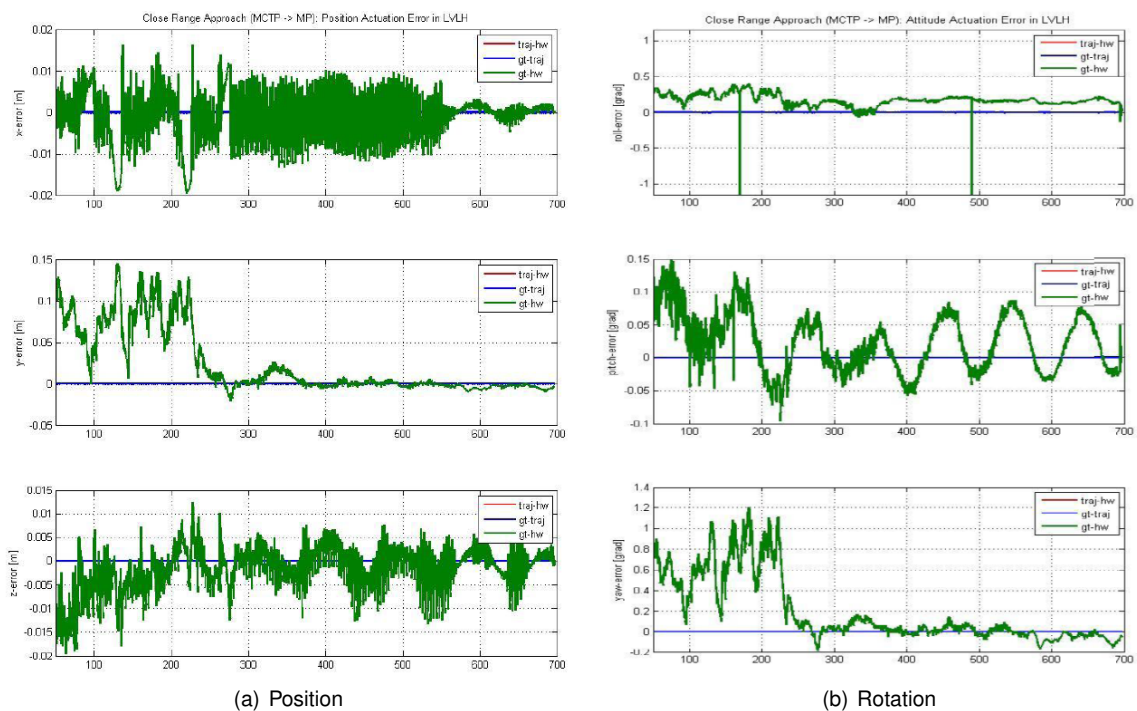 Close Range Approach (MCTP -> MP): Position Actuation Error in LVLH
x-error [m]
0.02
0.01
0
-0.01
-0.02
traj-hw
gt-traj
gt-hw
100 200 300 400 500 600 700
y-error [m]
0.15
0.1
0.05
0
-0.05
traj-hw
gt-traj
gt-hw
100 200 300 400 500 600 700
z-error [m]
0.015
0.01
0.005
0
-0.005
-0.01
-0.015
-0.02
traj-hw
gt-traj
gt-hw
100 200 300 400 500 600 700
(a) Position
Close Range Approach (MCTP -> MP): Attitude Actuation Error in LVLH
roll-error [grad]
1
0.5
0
-0.5
-1
traj-hw
gt-traj
gt-hw
100 200 300 400 500 600 700
pitch-error [grad]
0.15
0.1
0.05
0
-0.05
-0.1
traj-hw
gt-traj
gt-hw
100 200 300 400 500 600 700
yaw-error [grad]
1.4
1.2
1
0.8
0.6
0.4
0.2
0
-0.2
traj-hw
gt-traj
gt-hw
100 200 300 400 500 600 700
(b) Rotation